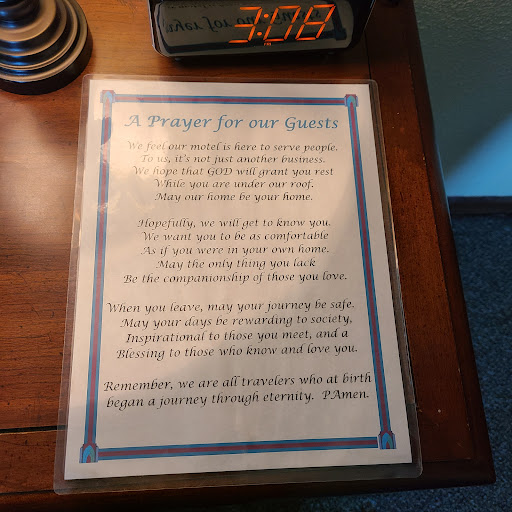 3:08
A Prayer for our Guests
We feel our motel is here to serve people.
To us, it's not just another business.
We hope that GOD will grant you rest
While you are under our roof.
May our home be your home.
Hopefully, we will get to know you.
We want you to be as comfortable
As if you were in your own home.
May the only thing you lack
Be the companionship of those you love.
When you leave, may your journey be safe.
May your days be rewarding to society,
Inspirational to those you meet, and a
Blessing to those who know and love you.
Remember, we are all travelers who at birth
began a journey through eternity. P.Amen.